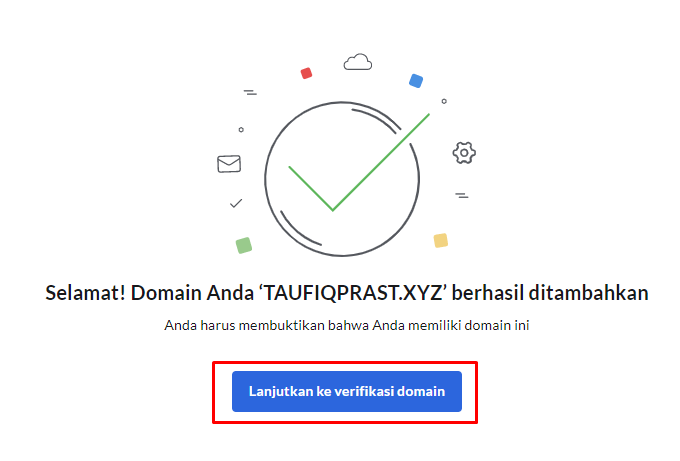 Selamat! Domain Anda ‘TAUFIQPRAST.XYZ’ berhasil ditambahkan
Anda harus membuktikan bahwa Anda memiliki domain ini
Lanjutkan ke verifikasi domain